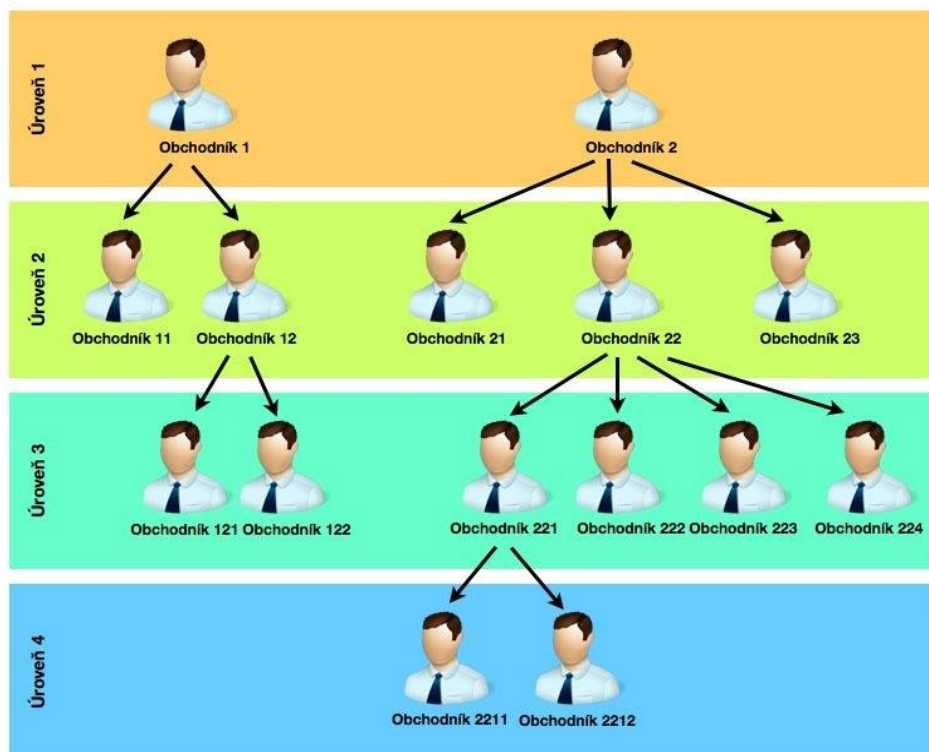 Úroveň 1
Obchodník 1
Obchodník 2
Úroveň 2
Obchodník 11
Obchodník 12
Obchodník 21
Obchodník 22
Obchodník 23
Úroveň 3
Obchodník 121
Obchodník 122
Obchodník 221
Obchodník 222
Obchodník 223
Obchodník 224
Úroveň 4
Obchodník 2211
Obchodník 2212